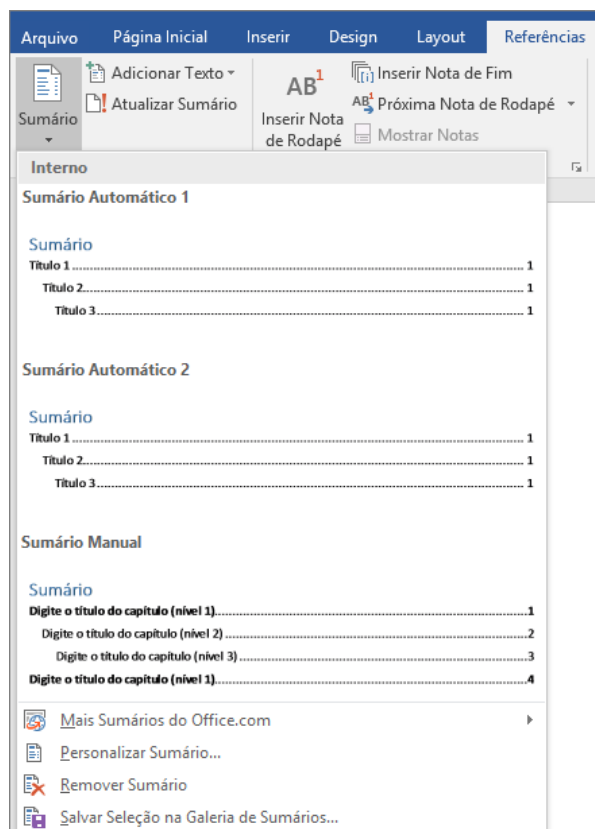 Arquivo Página Inicial Inserir Design Layout Referências
Sumário
Adicionar Texto
Atualizar Sumário
AB1
Inserir Nota
de Rodapé
[i] Inserir Nota de Fim
AB1 Próxima Nota de Rodapé
Mostrar Notas
Interno
Sumário Automático 1
Sumário
Título 1 1
Título 2 1
Título 3 1
Sumário Automático 2
Sumário
Título 1 1
Título 2 1
Título 3 1
Sumário Manual
Sumário
Digite o título do capítulo (nível 1) 1
Digite o título do capítulo (nível 2) 2
Digite o título do capítulo (nível 3) 3
Digite o título do capítulo (nível 1) 4
Mais Sumários do Office.com
Personalizar Sumário...
Remover Sumário
Salvar Seleção na Galeria de Sumários...